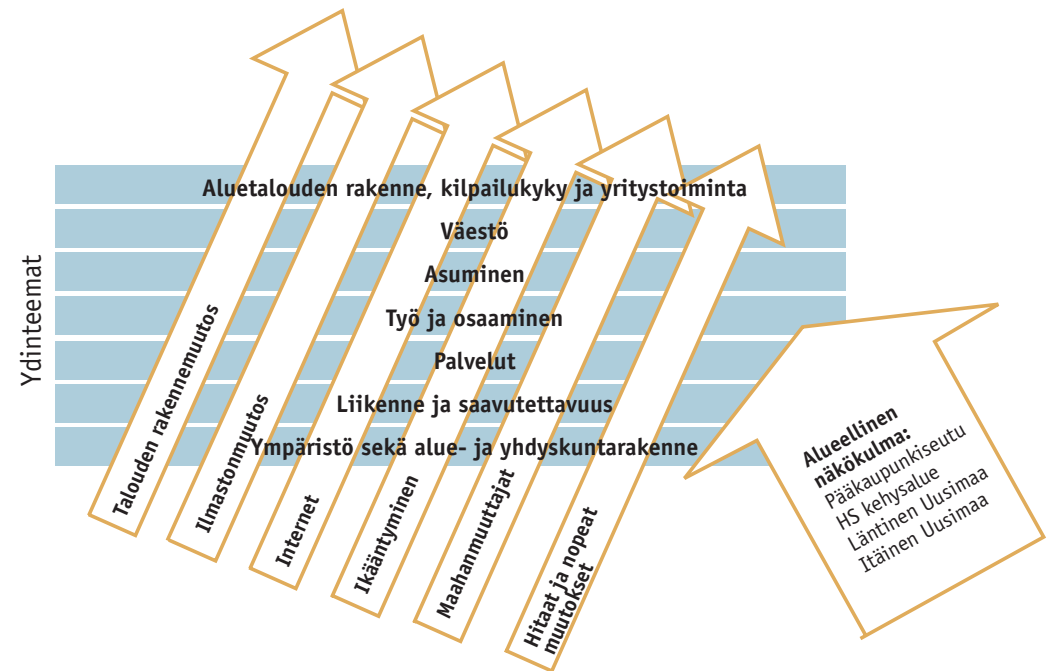 Ydinteemat
Aluetalouden rakenne, kilpailukyky ja yritystoiminta
Väestö
Asuminen
Työ ja osaaminen
Palvelut
Liikenne ja saavutettavuus
Ympäristö sekä alue- ja yhdyskuntarakenne
Talouden rakennemuutos
Ilmastonmuutos
Internet
Ikääntyminen
Maahanmuuttajat
Hitaat ja nopeat
muutokset
Alueellinen
näkökulma:
Pääkaupunkiseutu
HS kehysalue
Läntinen Uusimaa
Itäinen Uusimaa